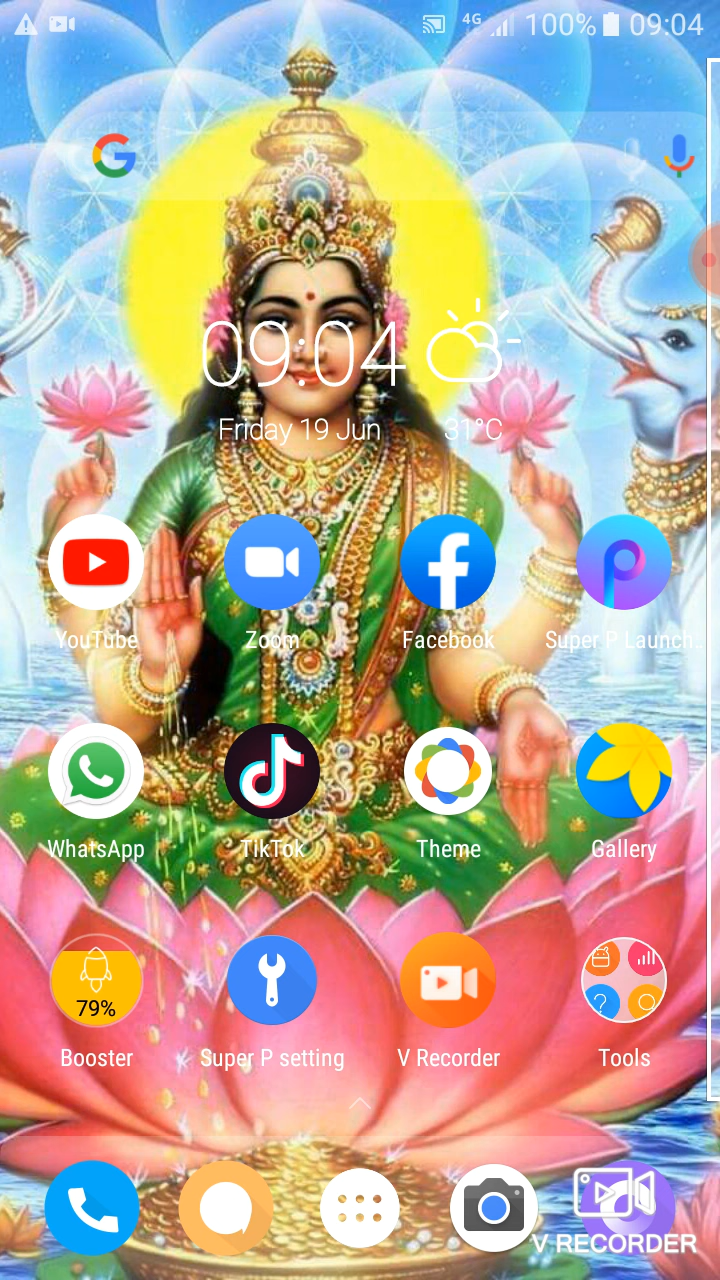 4G 100% 09:04
09:04
Friday 19 Jun 31°C
YouTube Zoom Facebook Super P Launch..
WhatsApp TikTok Theme Gallery
79%
Booster Super P setting V Recorder Tools
V RECORDER